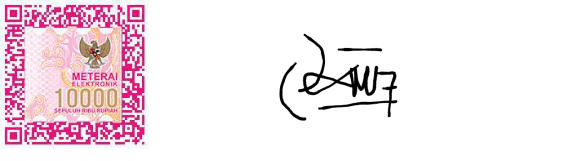 METERAI
ELEKTRONIK
10000
SEPULUH RIBU RUPIAH